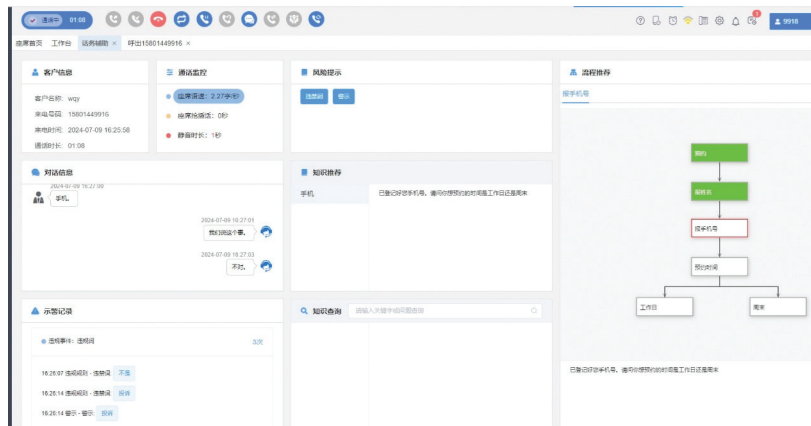 通话中 01:08
9918
座席首页 工作台 话务辅助 × 呼出15801449916 ×
客户信息
客户名称: wqy
来电号码: 15801449916
来电时间: 2024-07-09 16:25:58
通话时长: 01:08
通话监控
座席语速: 2.27字/秒
座席抢插话: 0秒
静音时长: 1秒
风险提示
违禁词 警示
流程推荐
报手机号
预约
报姓名
报手机号
预约时间
工作日 周末
已登记好您手机号,请问你想预约的时间是工作日还是周末
对话信息
2024-07-09 16:27:00
手机。
2024-07-09 16:27:01
我们说这个事。
2024-07-09 16:27:03
不对。
知识推荐
手机 已登记好您手机号,请问你想预约的时间是工作日还是周末
示警记录
违规事件: 违规词 3次
16:26:07 违规规则 - 违禁词 不是
16:26:14 违规规则 - 违禁词 投诉
16:26:14 警示 - 警示: 投诉
知识查询 请输入关键字或问题查询